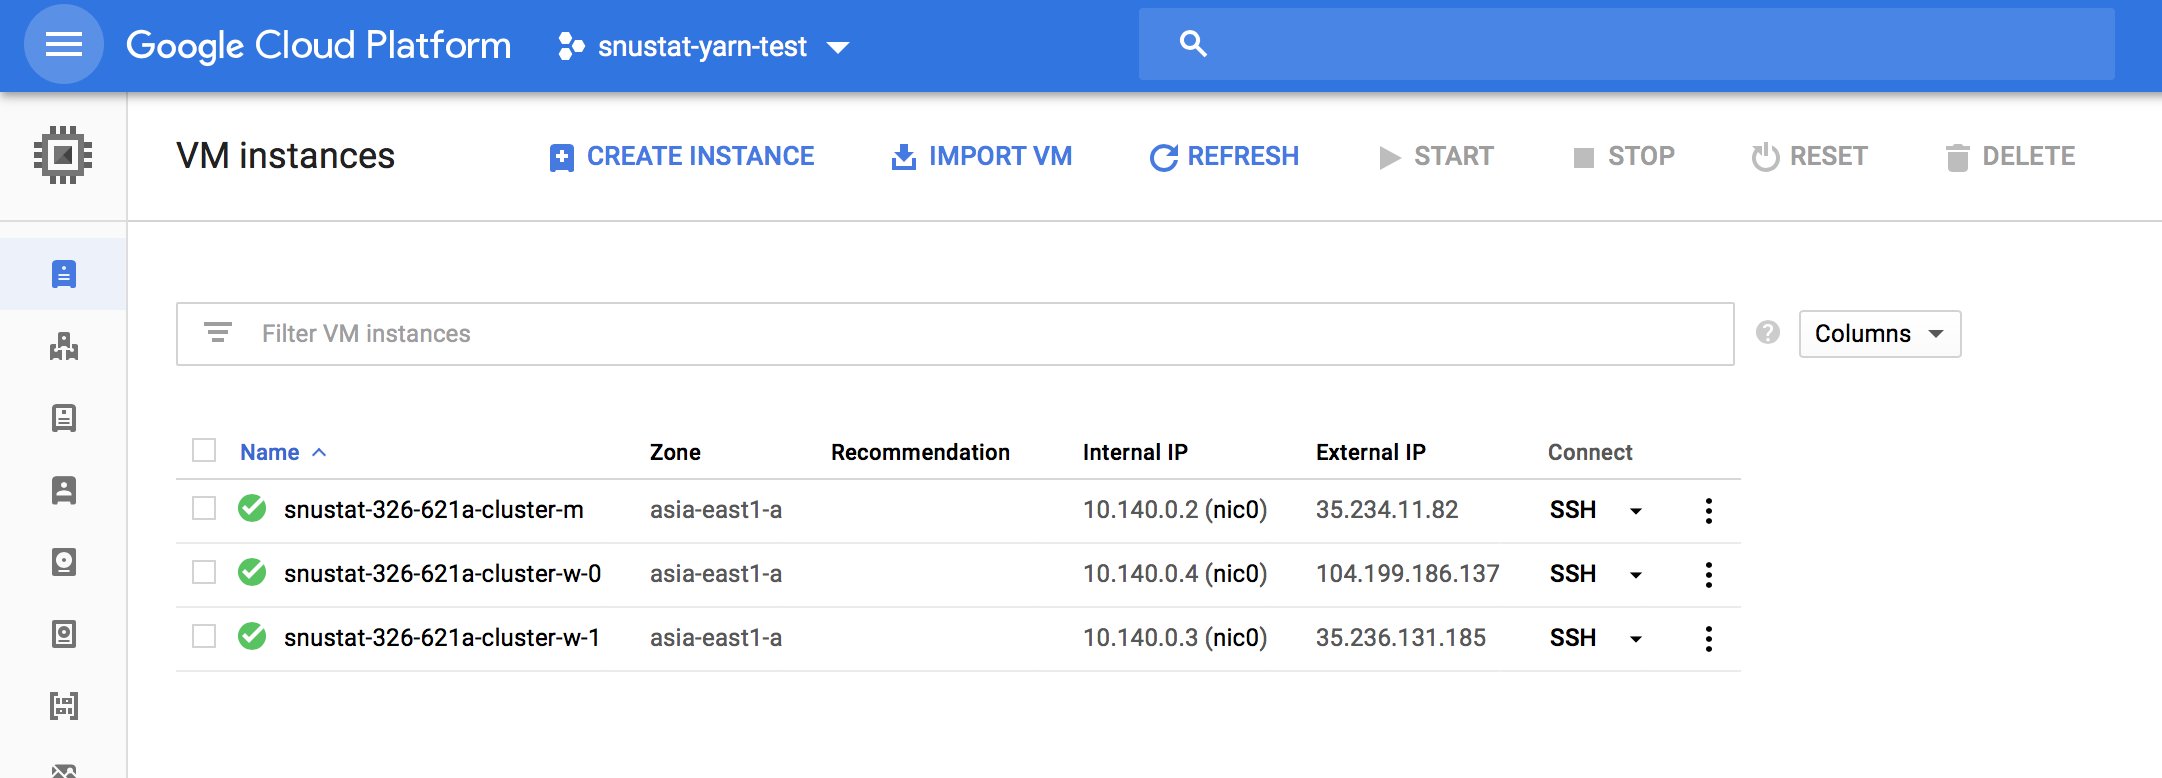 Google Cloud Platform snustat-yarn-test
VM instances CREATE INSTANCE IMPORT VM REFRESH START STOP RESET DELETE
Filter VM instances ? Columns
Name Zone Recommendation Internal IP External IP Connect
snustat-326-621a-cluster-m asia-east1-a 10.140.0.2 (nic0) 35.234.11.82 SSH
snustat-326-621a-cluster-w-0 asia-east1-a 10.140.0.4 (nic0) 104.199.186.137 SSH
snustat-326-621a-cluster-w-1 asia-east1-a 10.140.0.3 (nic0) 35.236.131.185 SSH